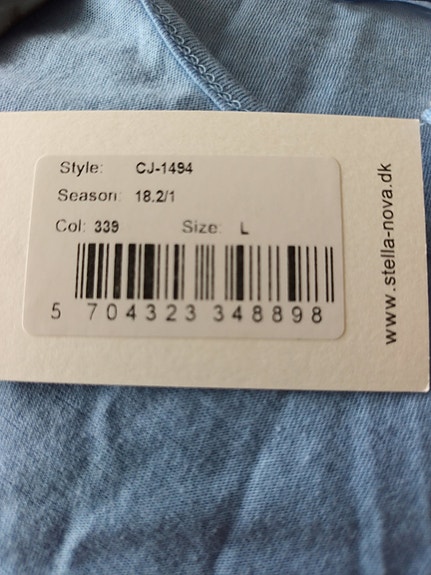 Style: CJ-1494
Season: 18.2/1
Col: 339 Size: L
5 704323 348898
www.stella-nova.dk